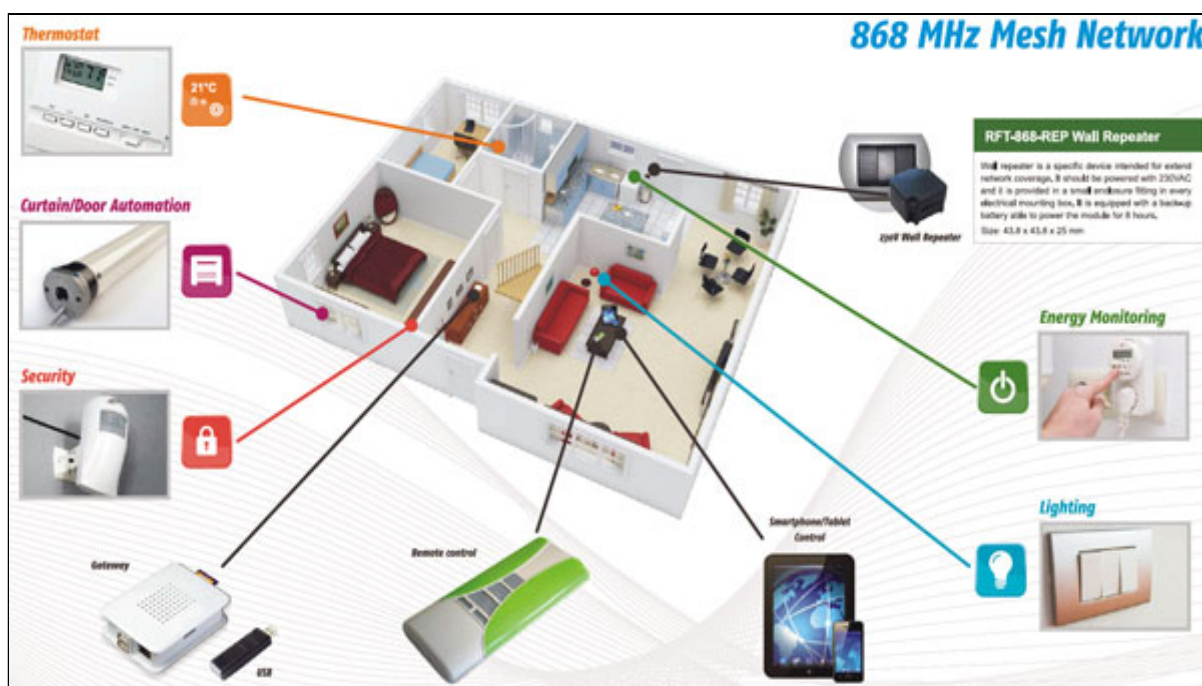 868 MHz Mesh Network
Thermostat
21°C
RFT-868-REP Wall Repeater
Wall repeater is a specific device intended for extend
network coverage. It should be powered with 230VAC
and it is provided in a small enclosure fitting in every
electrical mounting box. It is equipped with a backup
battery able to power the module for 8 hours.
Size: 43.8 x 43.8 x 25 mm
230V Wall Repeater
Curtain/Door Automation
Energy Monitoring
Security
Lighting
Smartphone/Tablet
Control
Remote control
Gateway
USB